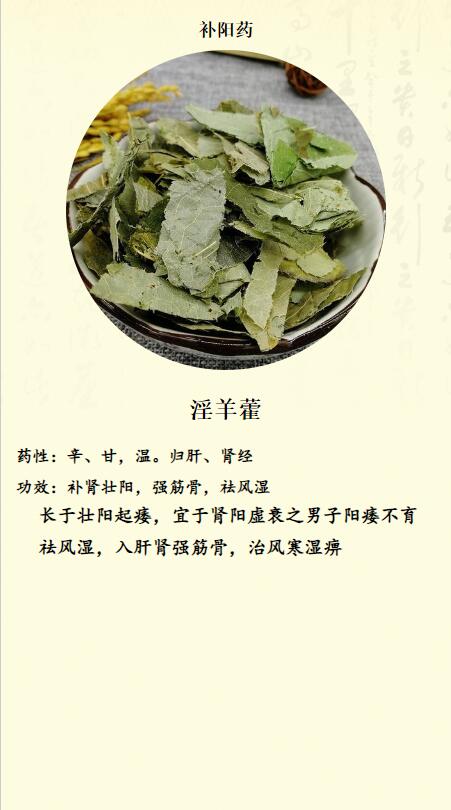 补阳药
淫羊藿
药性：辛、甘，温。归肝、肾经
功效：补肾壮阳，强筋骨，祛风湿
长于壮阳起痿，宜于肾阳虚衰之男子阳痿不育
祛风湿，入肝肾强筋骨，治风寒湿痹